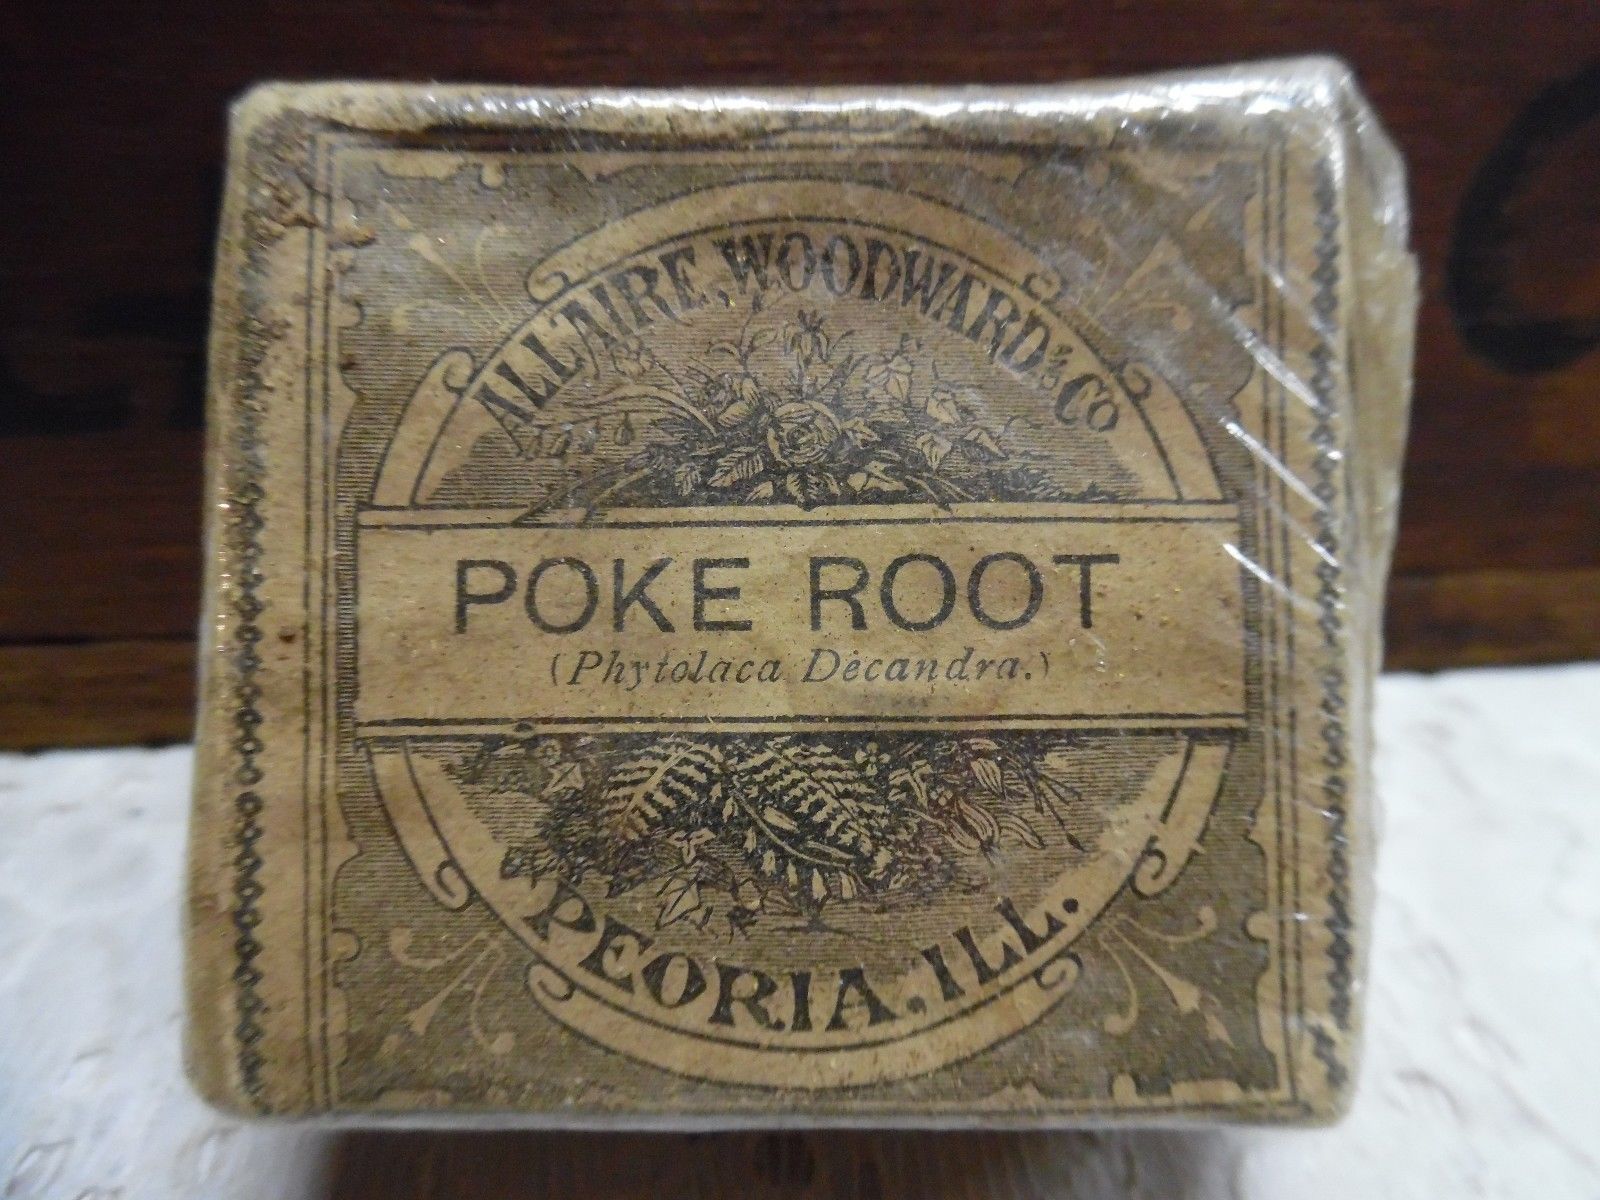 ALLAIRE, WOODWARD & CO
POKE ROOT
(Phytolaca Decandra.)
PEORIA, ILL.